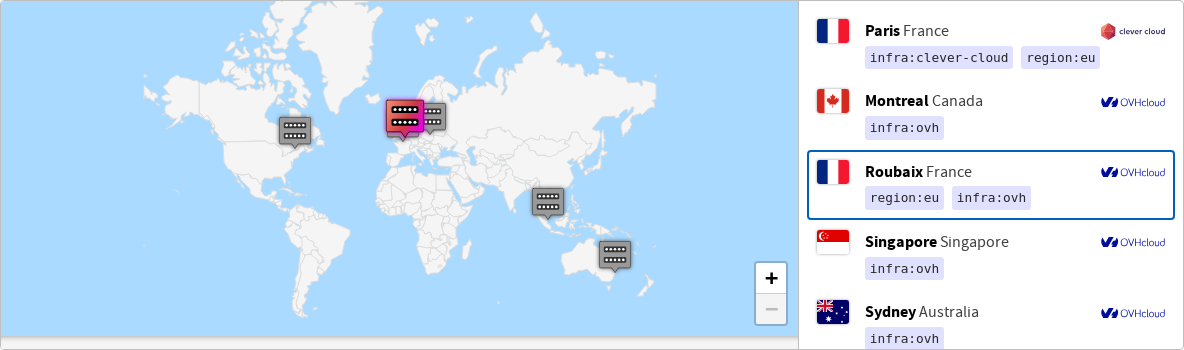 Paris France
clever cloud
infra:clever-cloud region:eu
Montreal Canada
OVHcloud
infra:ovh
Roubaix France
OVHcloud
region:eu infra:ovh
Singapore Singapore
OVHcloud
infra:ovh
Sydney Australia
OVHcloud
infra:ovh
+
−